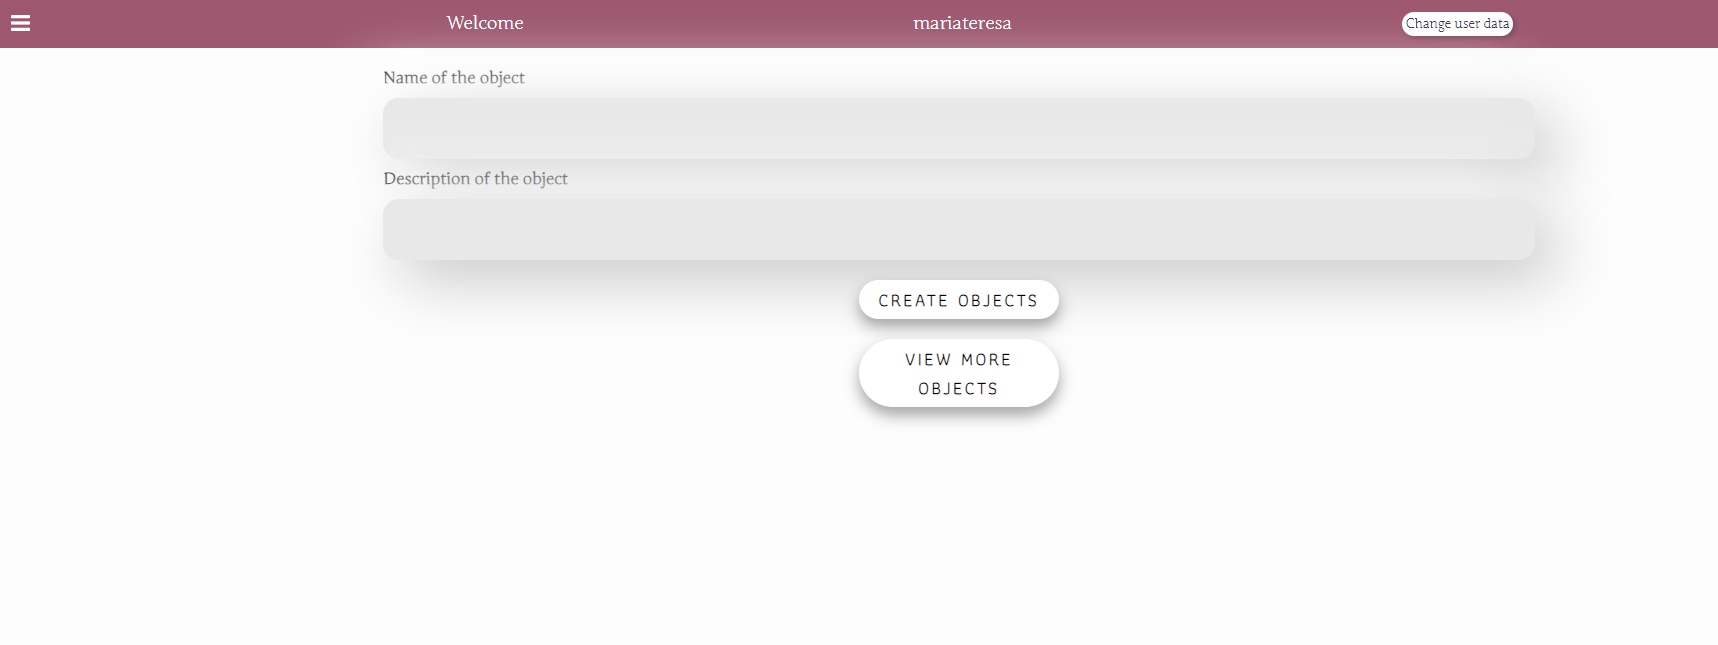 Welcome mariateresa Change user data
Name of the object
Description of the object
CREATE OBJECTS
VIEW MORE
OBJECTS